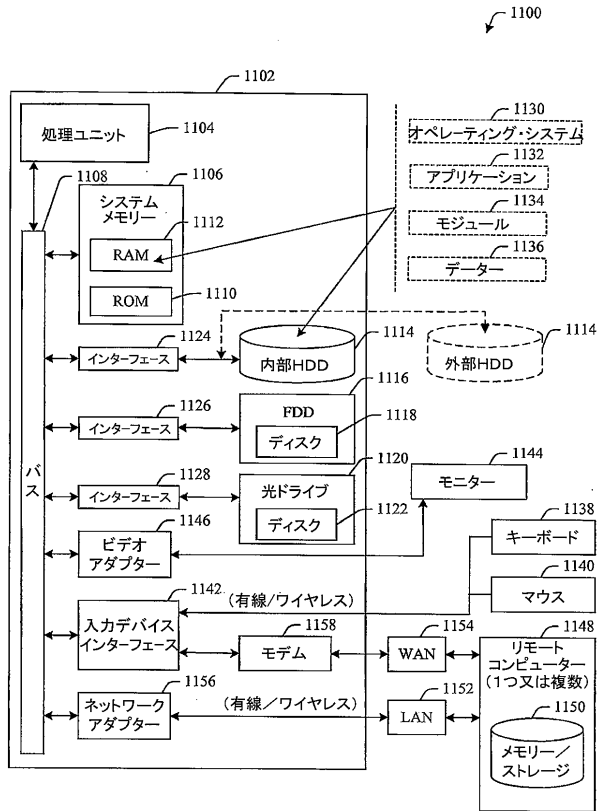 1100
1102
処理ユニット
1104
1108
1106
システム
メモリー
1112
RAM
1110
ROM
1130
オペレーティング・システム
1132
アプリケーション
1134
モジュール
1136
データー
1124
インターフェース
内部HDD
1114
外部HDD
1114
1116
1126
インターフェース
FDD
1118
ディスク
バス
1128
インターフェース
1120
光ドライブ
1122
ディスク
1144
モニター
1146
ビデオ
アダプター
1138
キーボード
1140
マウス
1142
(有線/ワイヤレス)
入力デバイス
インターフェース
1158
モデム
1154
WAN
1148
リモート
コンピューター
(1つ又は複数)
1156
ネットワーク
アダプター
(有線/ワイヤレス)
1152
LAN
1150
メモリー/
ストレージ